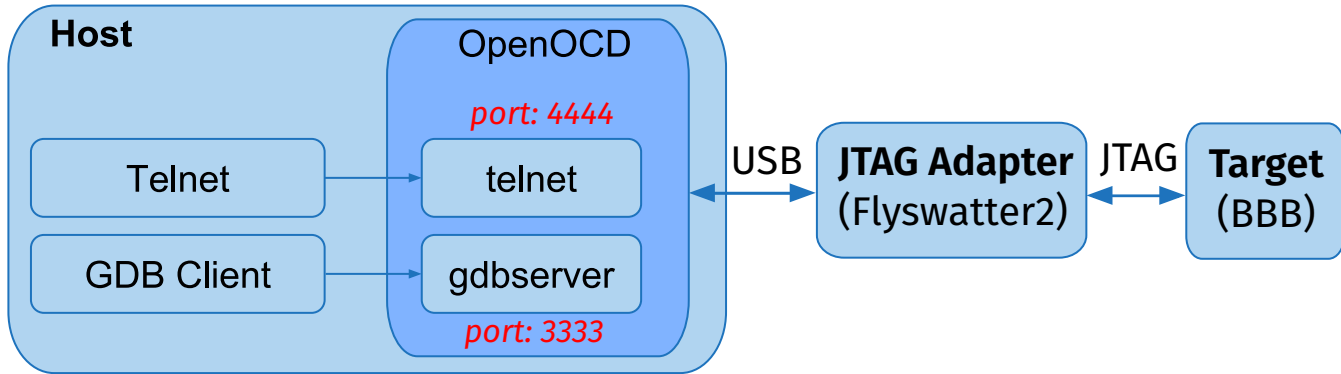 Host
OpenOCD
port: 4444
Telnet
telnet
GDB Client
gdbserver
port: 3333
USB
JTAG Adapter
(Flyswatter2)
JTAG
Target
(BBB)